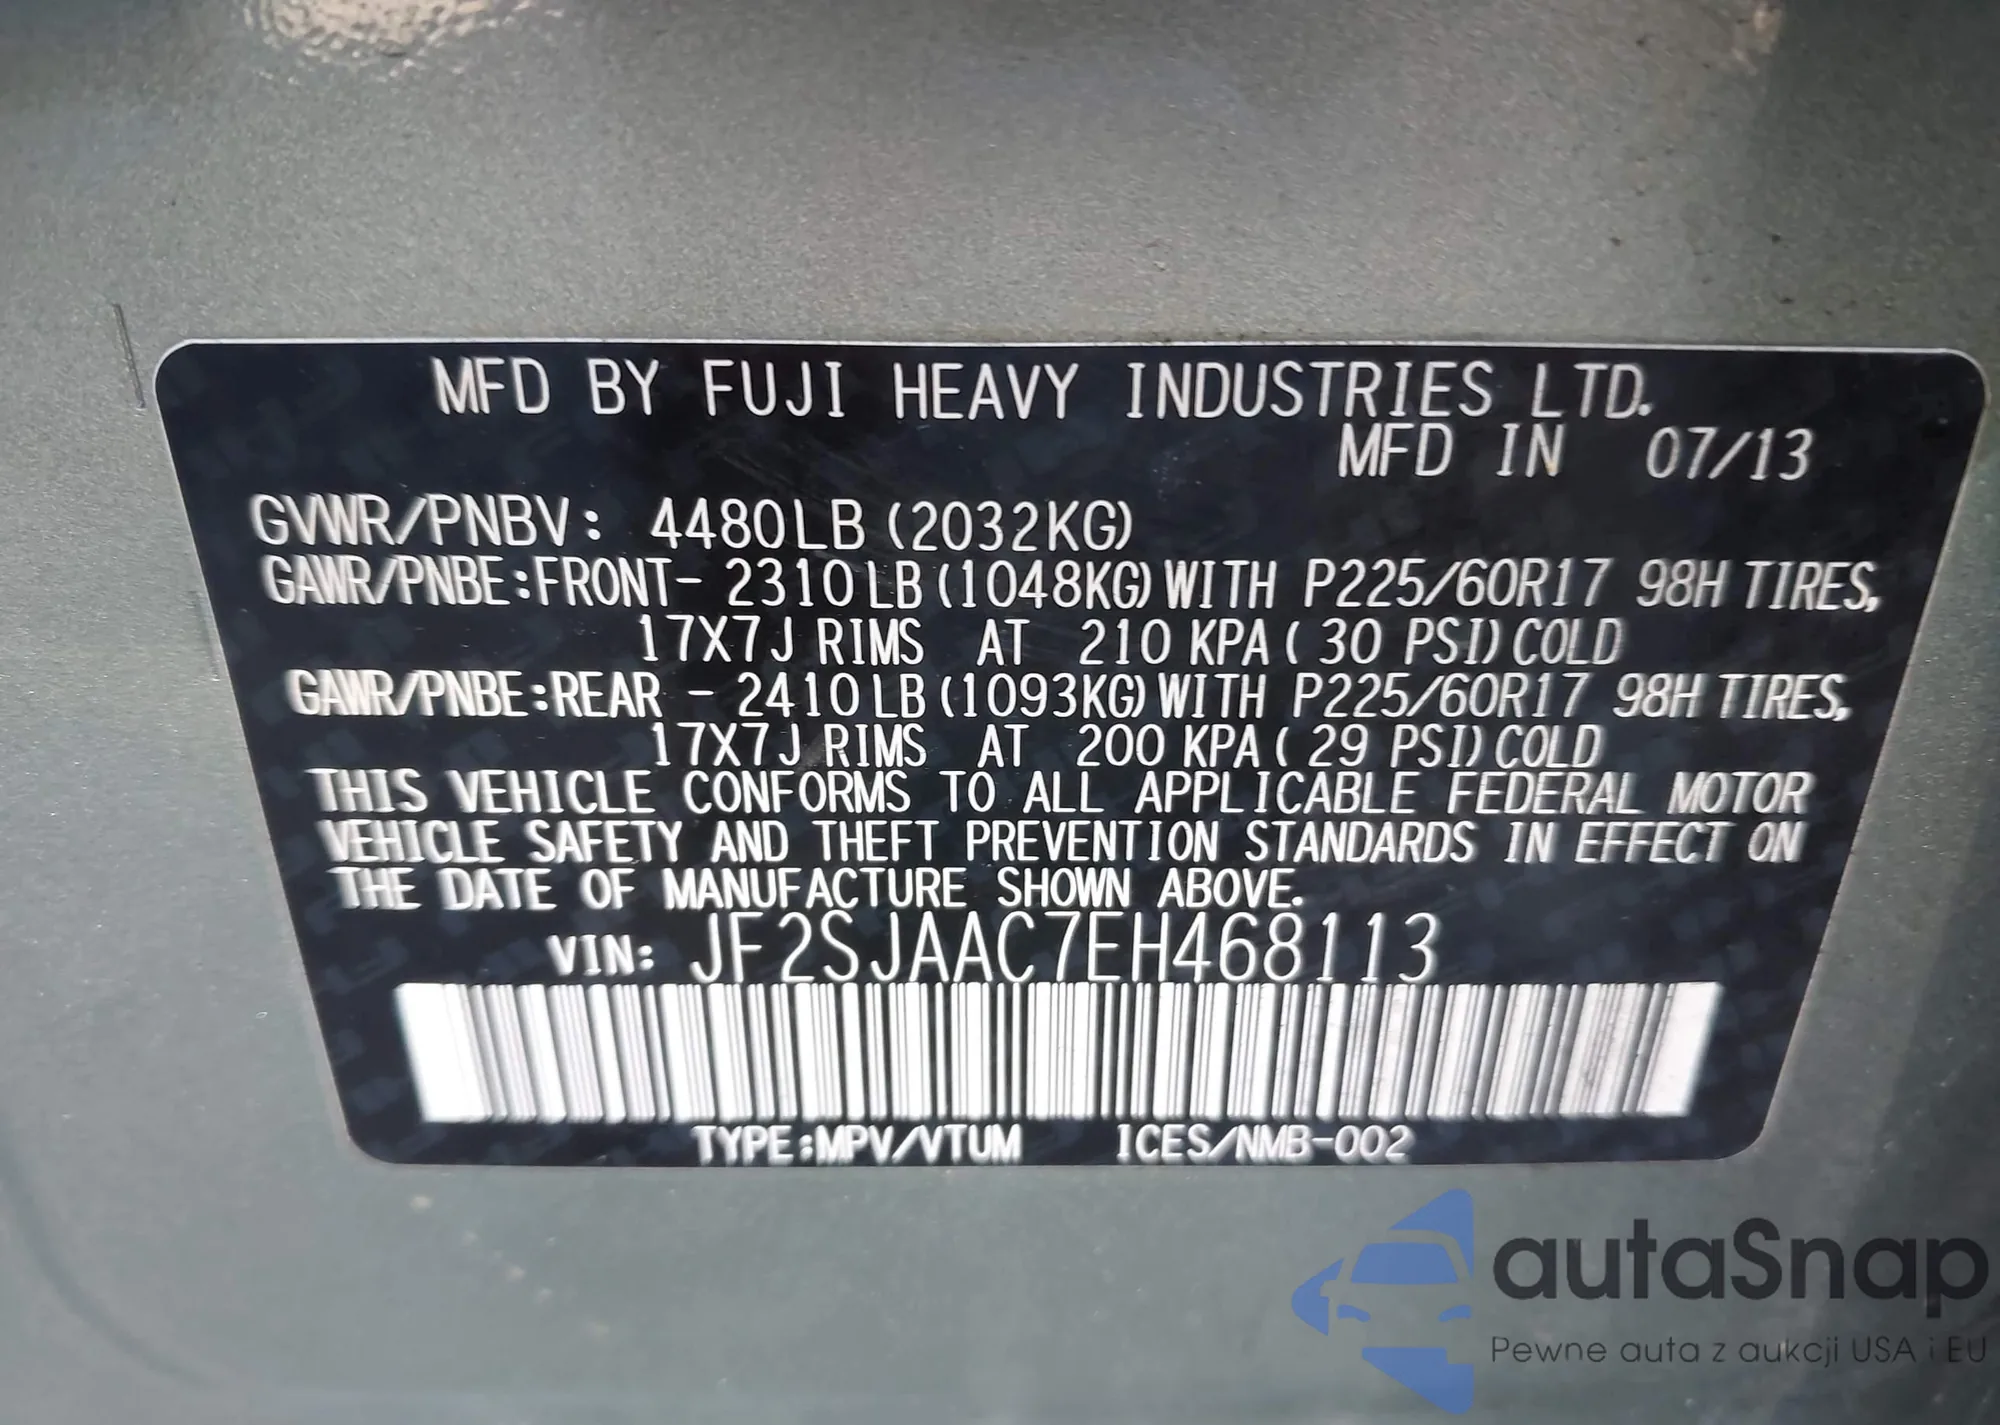 MFD BY FUJI HEAVY INDUSTRIES LTD.
MFD IN 07/13
GVWR/PNBV: 4480LB (2032KG)
GAWR/PNBE:FRONT- 2310LB(1048KG)WITH P225/60R17 98H TIRES,
17X7J RIMS AT 210 KPA( 30 PSI)COLD
GAWR/PNBE:REAR - 2410LB(1093KG)WITH P225/60R17 98H TIRES,
17X7J RIMS AT 200 KPA( 29 PSI)COLD
THIS VEHICLE CONFORMS TO ALL APPLICABLE FEDERAL MOTOR
VEHICLE SAFETY AND THEFT PREVENTION STANDARDS IN EFFECT ON
THE DATE OF MANUFACTURE SHOWN ABOVE.
VIN: JF2SJAAC7EH468113
TYPE:MPV/VTUM ICES/NMB-002
autaSnap
Pewne auta z aukcji USA i EU